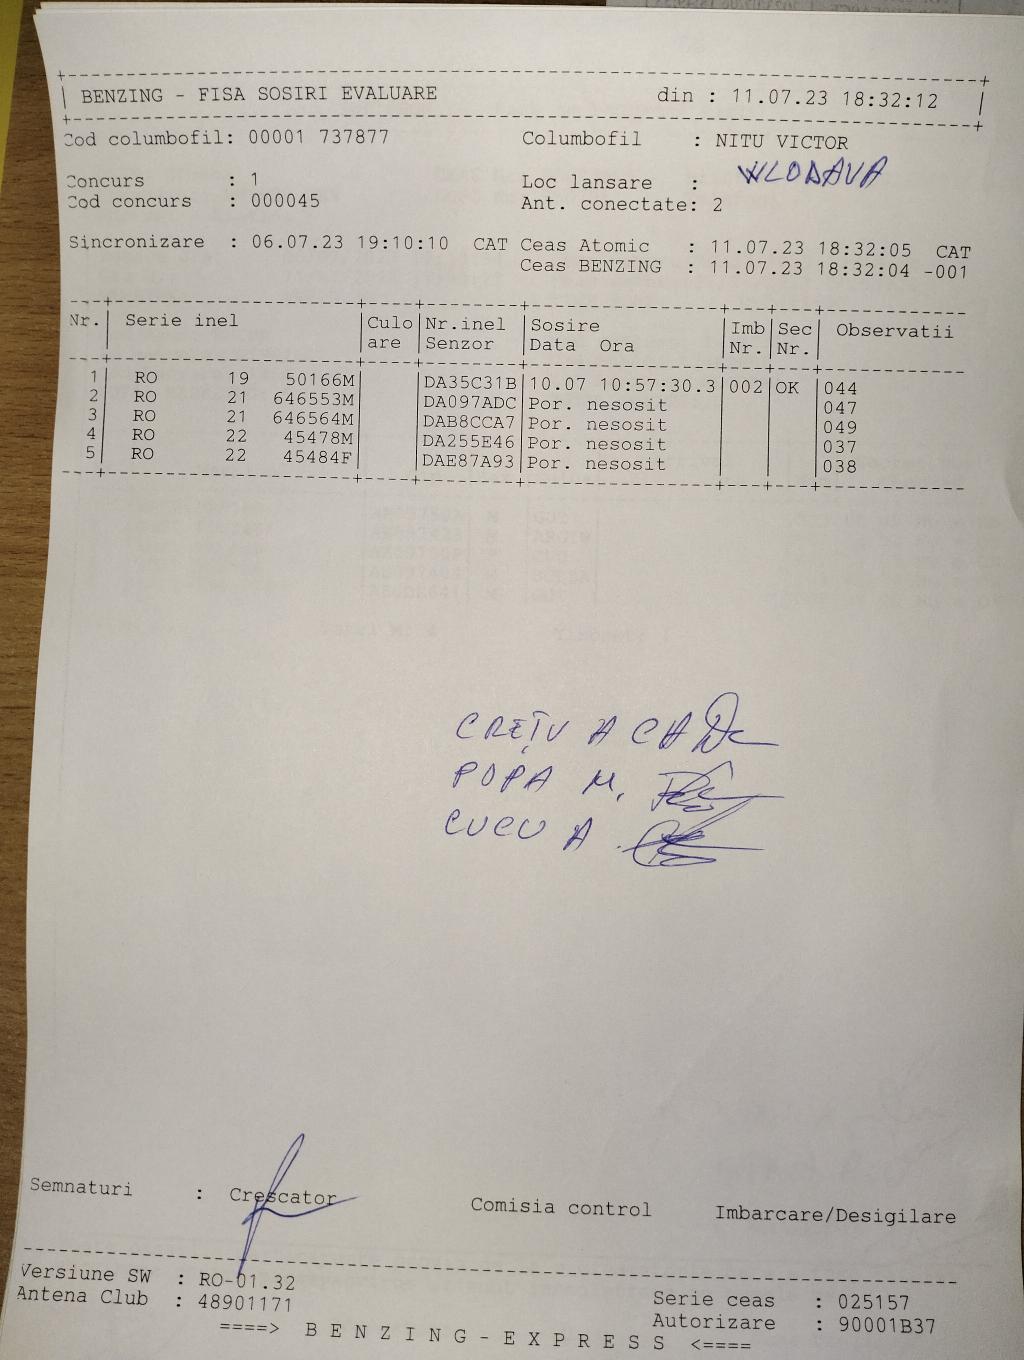 BENZING - FISA SOSIRI EVALUARE din : 11.07.23 18:32:12
Cod columbofil: 00001 737877 Columbofil : NITU VICTOR
Concurs : 1 Loc lansare : WLODAVA
Cod concurs : 000045 Ant. conectate: 2
Sincronizare : 06.07.23 19:10:10 CAT Ceas Atomic : 11.07.23 18:32:05 CAT
Ceas BENZING : 11.07.23 18:32:04 -001
Nr. Serie inel Culo Nr.inel Sosire Imb Sec Observatii
are Senzor Data Ora Nr. Nr.
1 RO 19 50166M DA35C31B 10.07 10:57:30.3 002 OK 044
2 RO 21 646553M DA097ADC Por. nesosit 047
3 RO 21 646564M DAB8CCA7 Por. nesosit 049
4 RO 22 45478M DA255E46 Por. nesosit 037
5 RO 22 45484F DAE87A93 Por. nesosit 038
CREȚU A CA
POPA M.
CUCU A.
Semnaturi : Crescator Comisia control Imbarcare/Desigilare
Versiune SW : RO-01.32
Antena Club : 48901171 Serie ceas : 025157
Autorizare : 90001B37
====> B E N Z I N G - E X P R E S S <====